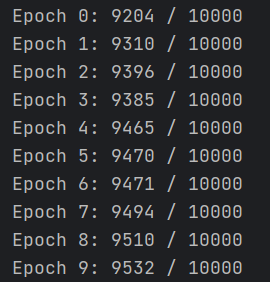 Epoch 0: 9204 / 10000
Epoch 1: 9310 / 10000
Epoch 2: 9396 / 10000
Epoch 3: 9385 / 10000
Epoch 4: 9465 / 10000
Epoch 5: 9470 / 10000
Epoch 6: 9471 / 10000
Epoch 7: 9494 / 10000
Epoch 8: 9510 / 10000
Epoch 9: 9532 / 10000